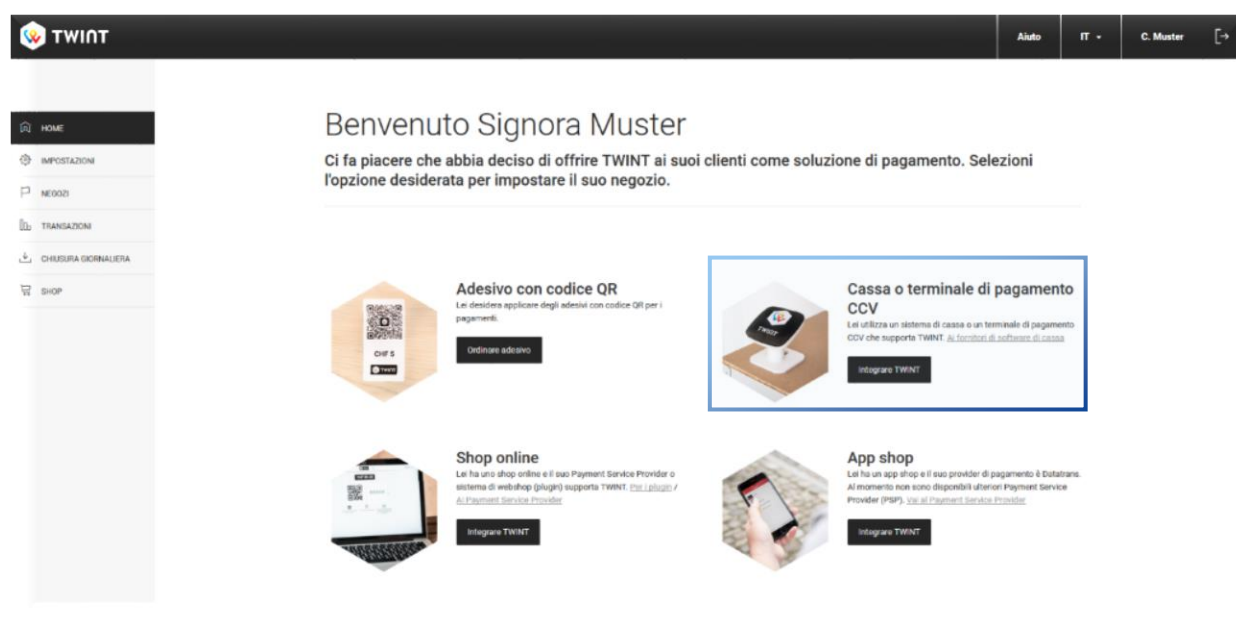 TWINT
Aiuto
IT
C. Muster
HOME
IMPOSTAZIONI
NEGOZI
TRANSAZIONI
CHIUSURA GIORNALIERA
SHOP
Benvenuto Signora Muster
Ci fa piacere che abbia deciso di offrire TWINT ai suoi clienti come soluzione di pagamento. Selezioni
l'opzione desiderata per impostare il suo negozio.
CHF 5
TWINT
Adesivo con codice QR
Lei desidera applicare degli adesivi con codice QR per i
pagamenti.
Ordinare adesivo
TWINT
Cassa o terminale di pagamento
CCV
Lei utilizza un sistema di cassa o un terminale di pagamento
CCV che supporta TWINT. Ai fornitori di software di cassa
Integrare TWINT
Shop online
Lei ha uno shop online e il suo Payment Service Provider o
sistema di webshop (plugin) supporta TWINT. Per i plugin /
Ai Payment Service Provider
Integrare TWINT
App shop
Lei ha un app shop e il suo provider di pagamento è Datatrans.
Al momento non sono disponibili ulteriori Payment Service
Provider (PSP). Vai al Payment Service Provider
Integrare TWINT